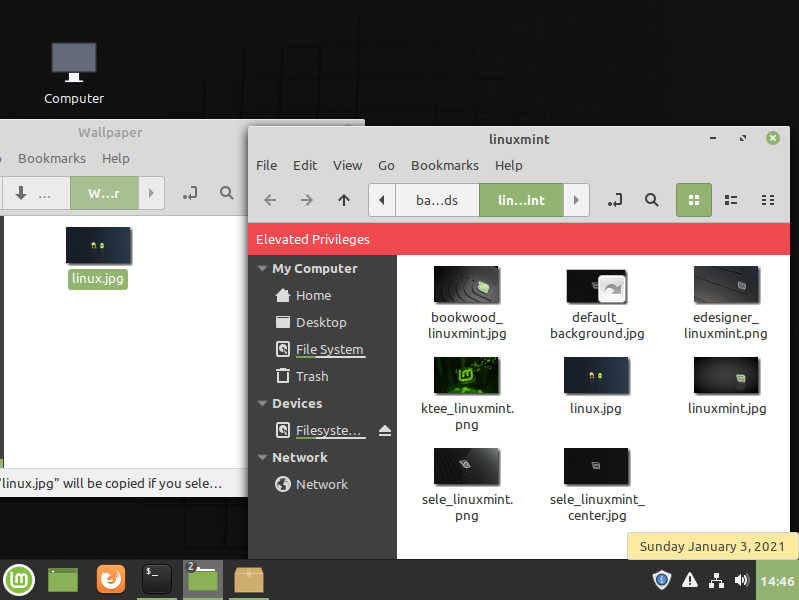 Computer
Wallpaper
Bookmarks Help
... W...r
linux.jpg
"linux.jpg" will be copied if you sele...
linuxmint
File Edit View Go Bookmarks Help
ba...ds lin...int
Elevated Privileges
My Computer
Home
Desktop
File System
Trash
Devices
Filesyste...
Network
Network
bookwood_
linuxmint.jpg
default_
background.jpg
edesigner_
linuxmint.png
ktee_linuxmint.
png
linux.jpg
linuxmint.jpg
sele_linuxmint.
png
sele_linuxmint_
center.jpg
Sunday January 3, 2021
2
14:46